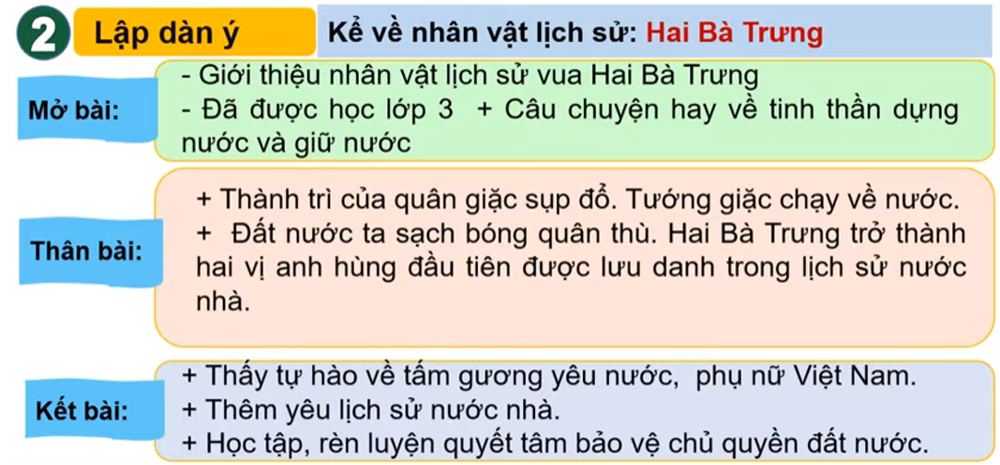 2 Lập dàn ý Kể về nhân vật lịch sử: Hai Bà Trưng
Mở bài:
- Giới thiệu nhân vật lịch sử vua Hai Bà Trưng
- Đã được học lớp 3 + Câu chuyện hay về tinh thần dựng
nước và giữ nước
Thân bài:
+ Thành trì của quân giặc sụp đổ. Tướng giặc chạy về nước.
+ Đất nước ta sạch bóng quân thù. Hai Bà Trưng trở thành
hai vị anh hùng đầu tiên được lưu danh trong lịch sử nước
nhà.
Kết bài:
+ Thấy tự hào về tấm gương yêu nước, phụ nữ Việt Nam.
+ Thêm yêu lịch sử nước nhà.
+ Học tập, rèn luyện quyết tâm bảo vệ chủ quyền đất nước.